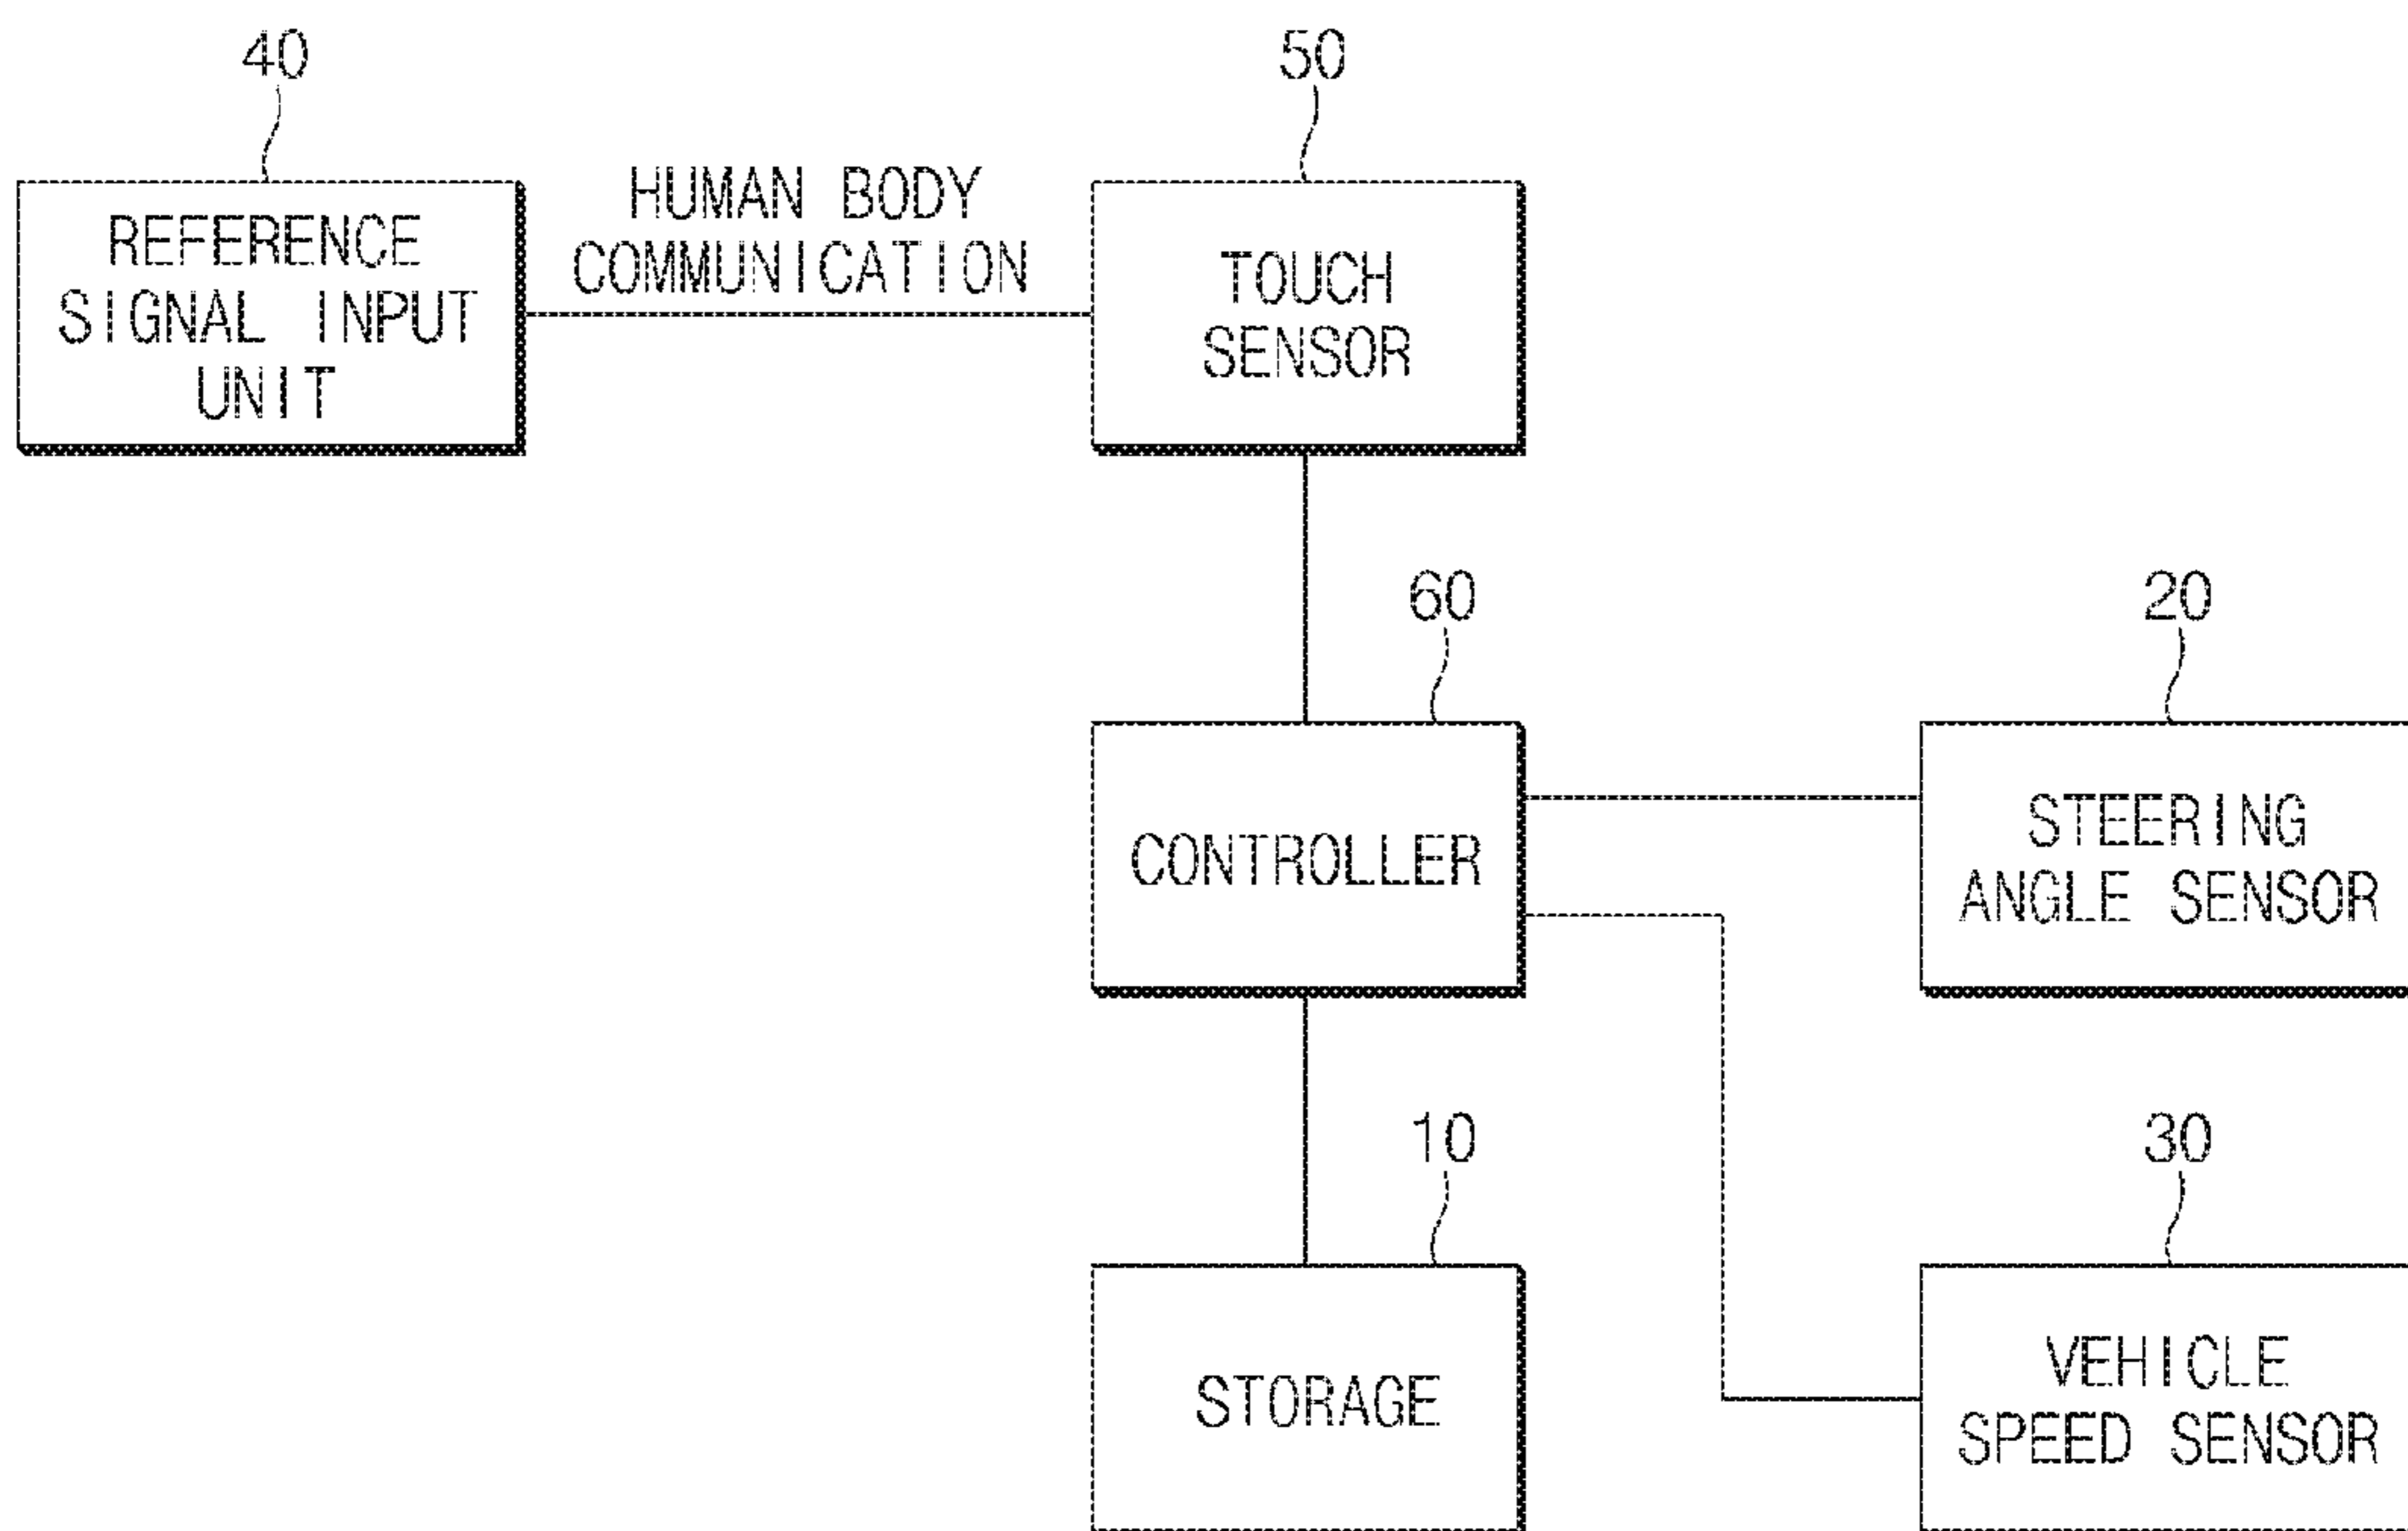 40
50
REFERENCE
SIGNAL INPUT
UNIT
HUMAN BODY
COMMUNICATION
TOUCH
SENSOR
60
20
CONTROLLER
STEERING
ANGLE SENSOR
10
30
STORAGE
VEHICLE
SPEED SENSOR